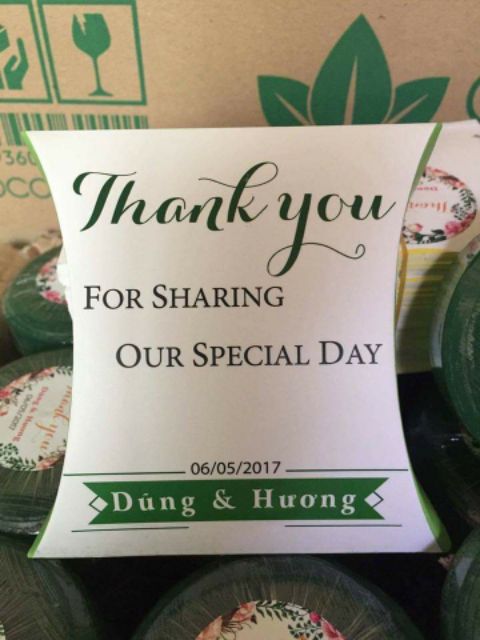 Thank you
FOR SHARING
OUR SPECIAL DAY
06/05/2017
Dúng & Hương